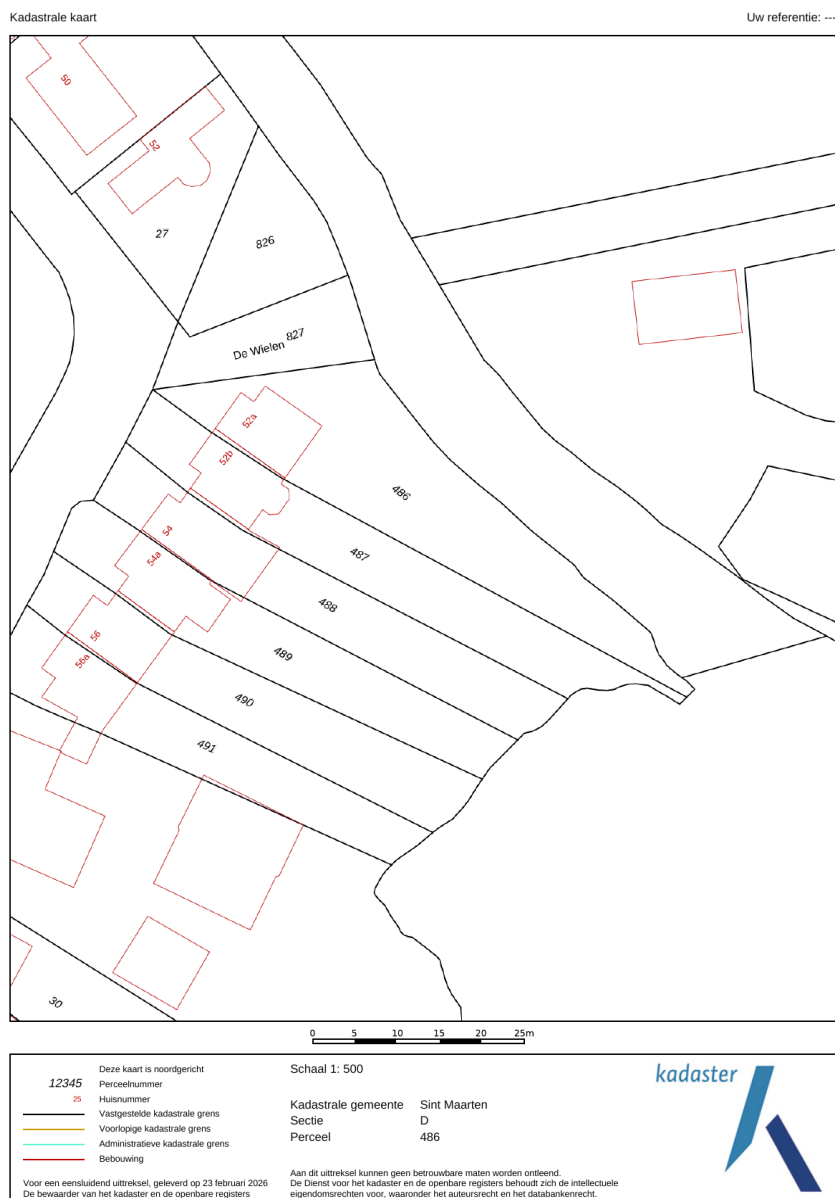 Kadastrale kaart
Uw referentie: ---
50
52
27
826
827
De Wielen
52a
52b
486
54
487
54a
488
56
489
56a
490
491
30
0 5 10 15 20 25m
Deze kaart is noordgericht
12345 Perceelnummer
25 Huisnummer
Vastgestelde kadastrale grens
Voorlopige kadastrale grens
Administratieve kadastrale grens
Bebouwing
Voor een eensluidend uittreksel, geleverd op 23 februari 2026
De bewaarder van het kadaster en de openbare registers
Schaal 1: 500
Kadastrale gemeente Sint Maarten
Sectie D
Perceel 486
Aan dit uittreksel kunnen geen betrouwbare maten worden ontleend.
De Dienst voor het kadaster en de openbare registers behoudt zich de intellectuele
eigendomsrechten voor, waaronder het auteursrecht en het databankenrecht.
kadaster